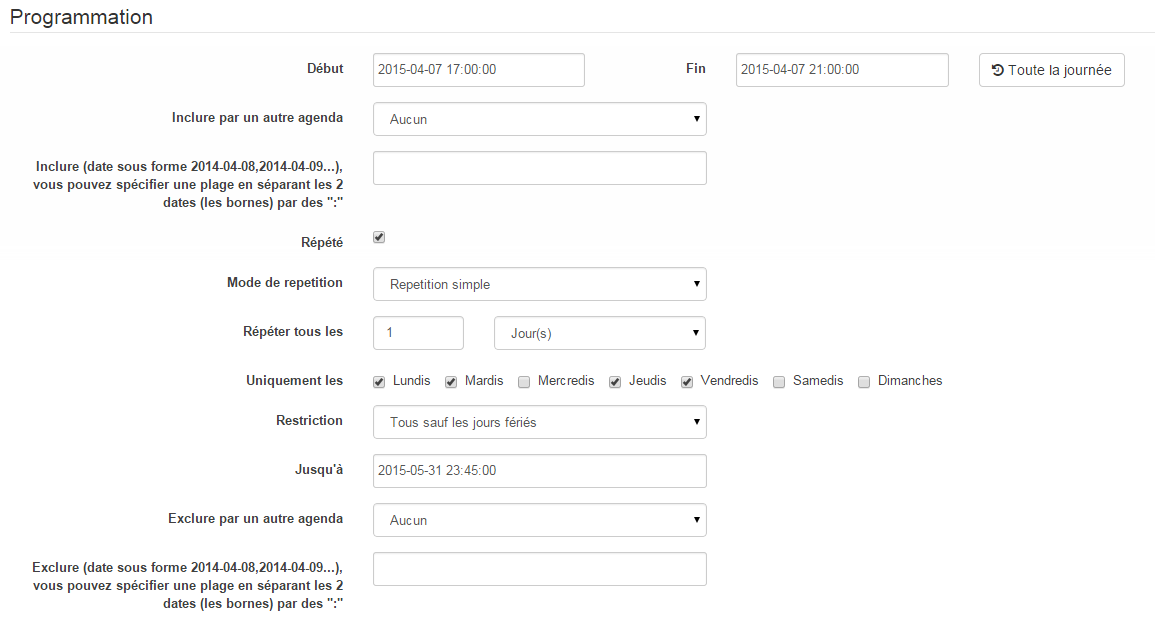 Programmation
Début 2015-04-07 17:00:00 Fin 2015-04-07 21:00:00 Toute la journée
Inclure par un autre agenda Aucun
Inclure (date sous forme 2014-04-08,2014-04-09...),
vous pouvez spécifier une plage en séparant les 2
dates (les bornes) par des ":"
Répété
Mode de repetition Repetition simple
Répéter tous les 1 Jour(s)
Uniquement les Lundis Mardis Mercredis Jeudis Vendredis Samedis Dimanches
Restriction Tous sauf les jours fériés
Jusqu'à 2015-05-31 23:45:00
Exclure par un autre agenda Aucun
Exclure (date sous forme 2014-04-08,2014-04-09...),
vous pouvez spécifier une plage en séparant les 2
dates (les bornes) par des ":"